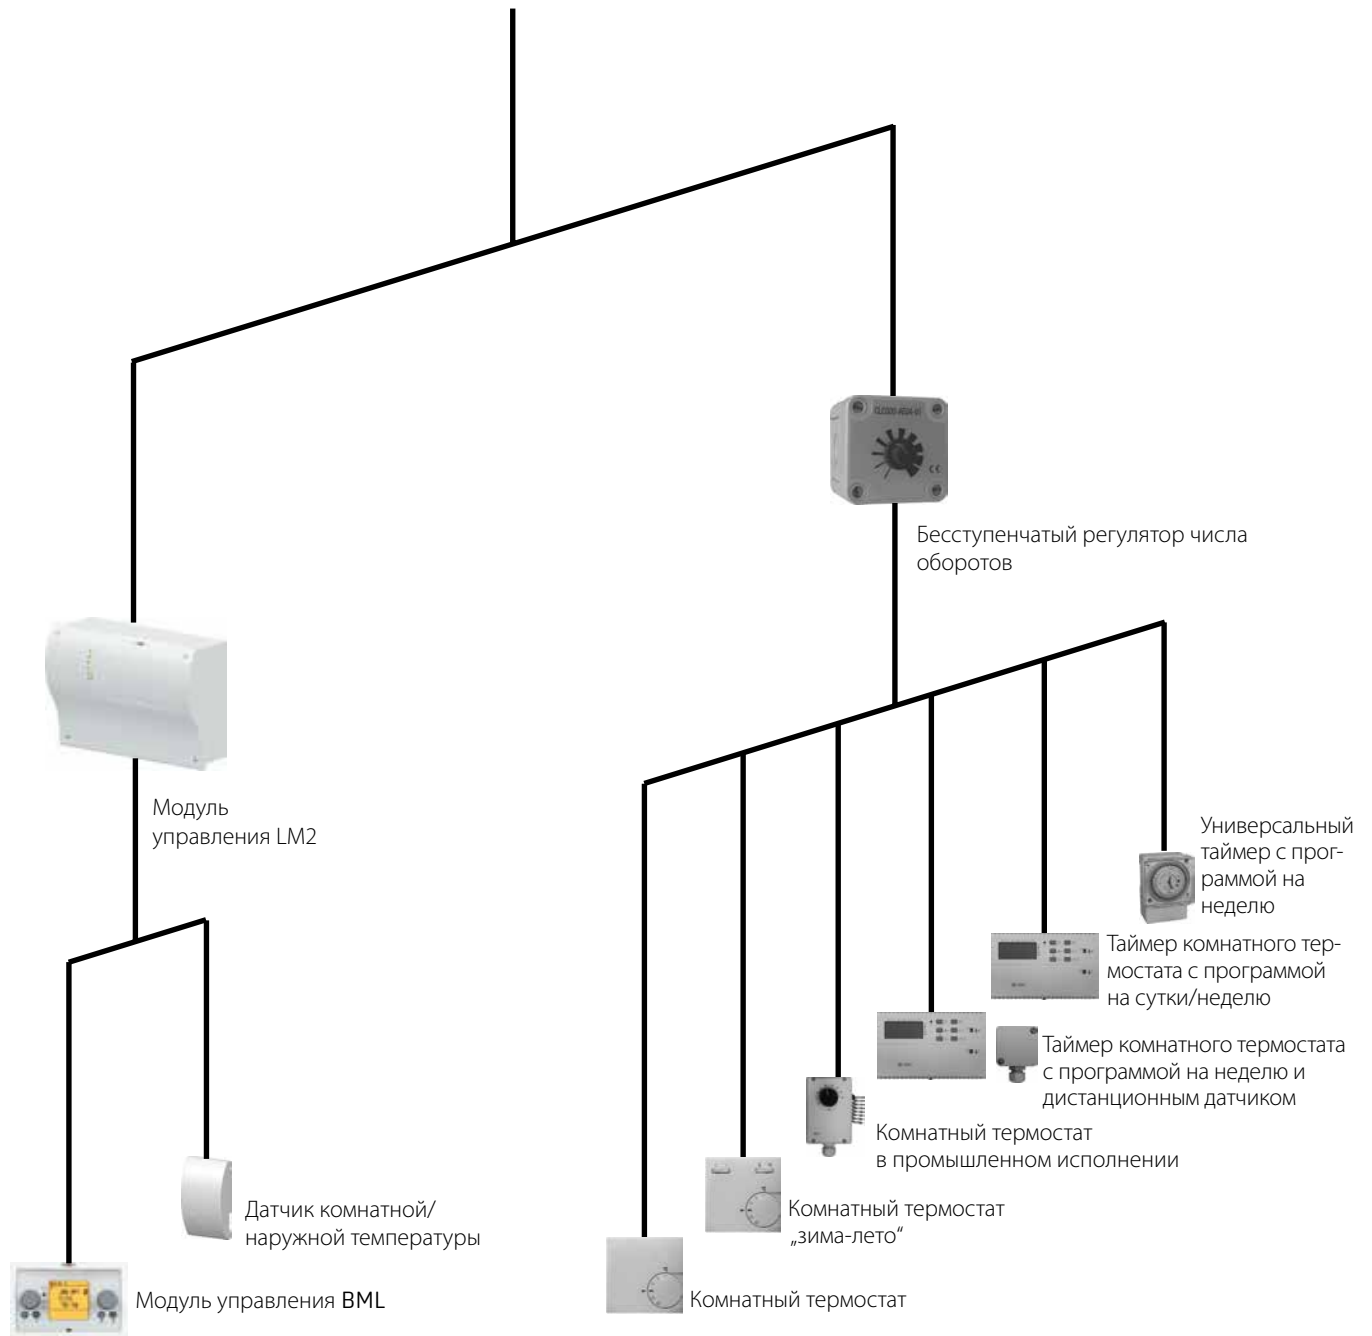 Бесступенчатый регулятор числа
оборотов
Модуль
управления LM2
Универсальный
таймер с прог-
раммой на
неделю
Таймер комнатного тер-
мостата с программой
на сутки/неделю
Таймер комнатного термостата
с программой на неделю и
дистанционным датчиком
Комнатный термостат
в промышленном исполнении
Комнатный термостат
„зима-лето“
Комнатный термостат
Датчик комнатной/
наружной температуры
Модуль управления BML